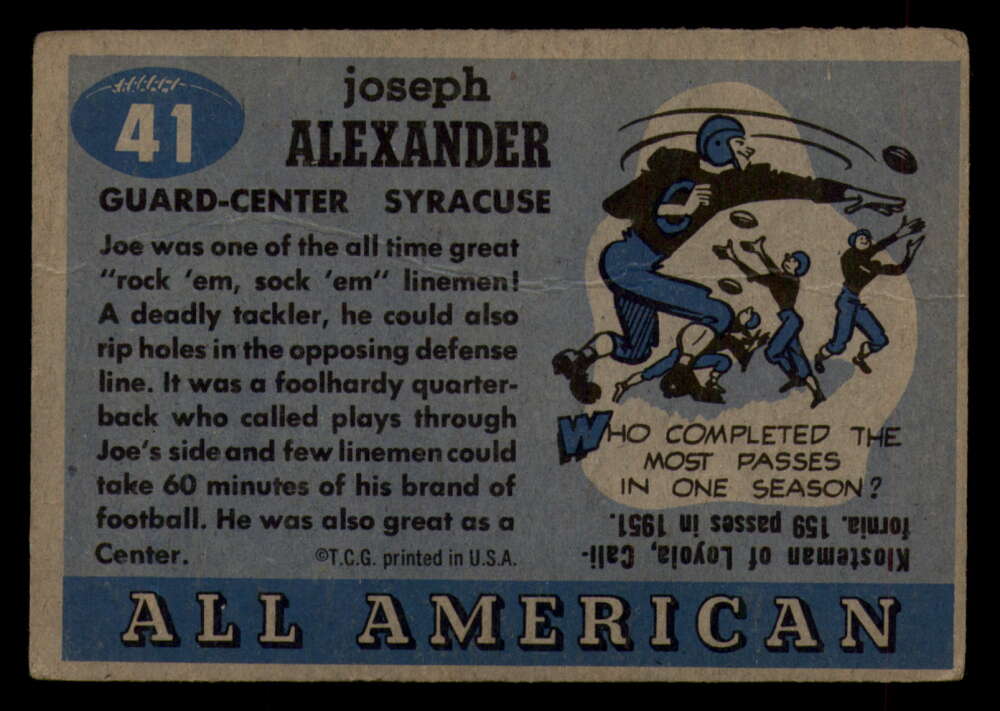 41
joseph
ALEXANDER
GUARD-CENTER SYRACUSE
Joe was one of the all time great
"rock 'em, sock 'em" linemen!
A deadly tackler, he could also
rip holes in the opposing defense
line. It was a foolhardy quarter-
back who called plays through
Joe's side and few linemen could
take 60 minutes of his brand of
football. He was also great as a
Center.
©T.C.G. printed in U.S.A.
WHO COMPLETED THE
MOST PASSES
IN ONE SEASON?
Klosteman of Loyola, Cali-
fornia. 159 passes in 1951.
ALL AMERICAN